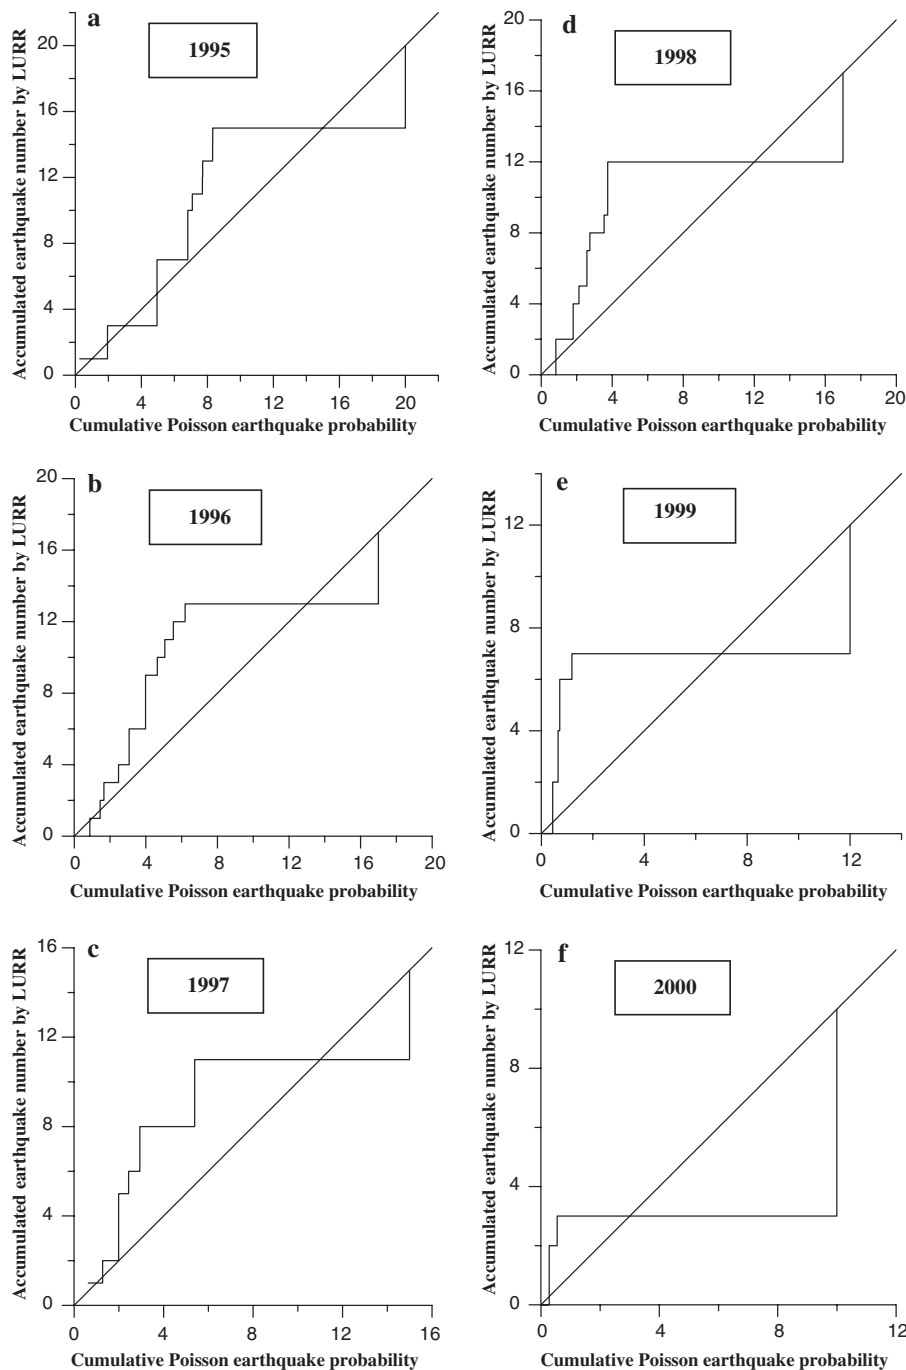 a
1995
Accumulated earthquake number by LURR
20
16
12
8
4
0
0 4 8 12 16 20
Cumulative Poisson earthquake probability
d
1998
Accumulated earthquake number by LURR
20
16
12
8
4
0
0 4 8 12 16 20
Cumulative Poisson earthquake probability
b
1996
Accumulated earthquake number by LURR
20
16
12
8
4
0
0 4 8 12 16 20
Cumulative Poisson earthquake probability
e
1999
Accumulated earthquake number by LURR
12
8
4
0
0 4 8 12
Cumulative Poisson earthquake probability
c
1997
Accumulated earthquake number by LURR
16
12
8
4
0
0 4 8 12 16
Cumulative Poisson earthquake probability
f
2000
Accumulated earthquake number by LURR
12
8
4
0
0 4 8 12
Cumulative Poisson earthquake probability